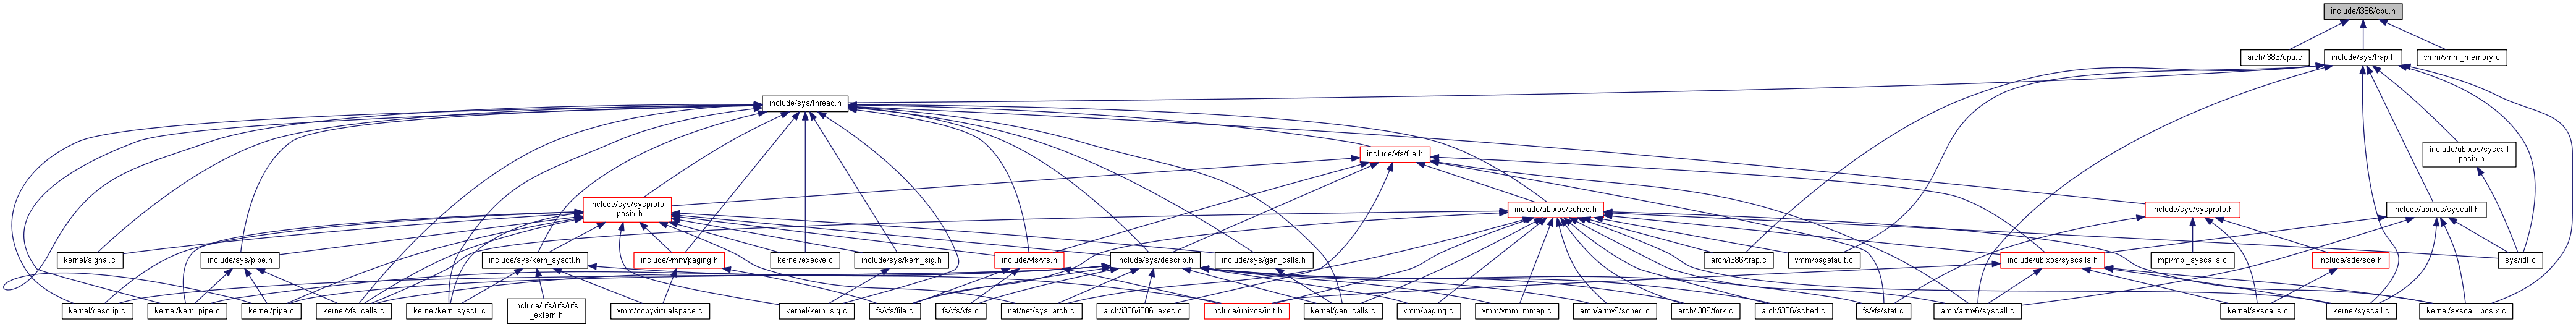 include/i386/cpu.h
arch/i386/cpu.c
include/sys/trap.h
vmm/vmm_memory.c
include/sys/thread.h
include/vfs/file.h
include/ubixos/syscall
_posix.h
include/sys/sysproto
_posix.h
include/ubixos/sched.h
include/sys/sysproto.h
include/ubixos/syscall.h
kernel/signal.c
include/sys/pipe.h
include/sys/kern_sysctl.h
include/vmm/paging.h
kernel/execve.c
include/sys/kern_sig.h
include/vfs/vfs.h
include/sys/descrip.h
include/sys/gen_calls.h
arch/i386/trap.c
vmm/pagefault.c
include/ubixos/syscalls.h
mpi/mpi_syscalls.c
include/sde/sde.h
sys/idt.c
kernel/descrip.c
kernel/kern_pipe.c
kernel/pipe.c
kernel/vfs_calls.c
kernel/kern_sysctl.c
include/ufs/ufs/ufs
_extern.h
vmm/copyvirtualspace.c
kernel/kern_sig.c
fs/vfs/file.c
fs/vfs/vfs.c
net/net/sys_arch.c
arch/i386/i386_exec.c
include/ubixos/init.h
kernel/gen_calls.c
vmm/paging.c
vmm/vmm_mmap.c
arch/armv6/sched.c
arch/i386/fork.c
arch/i386/sched.c
fs/vfs/stat.c
arch/armv6/syscall.c
kernel/syscalls.c
kernel/syscall.c
kernel/syscall_posix.c